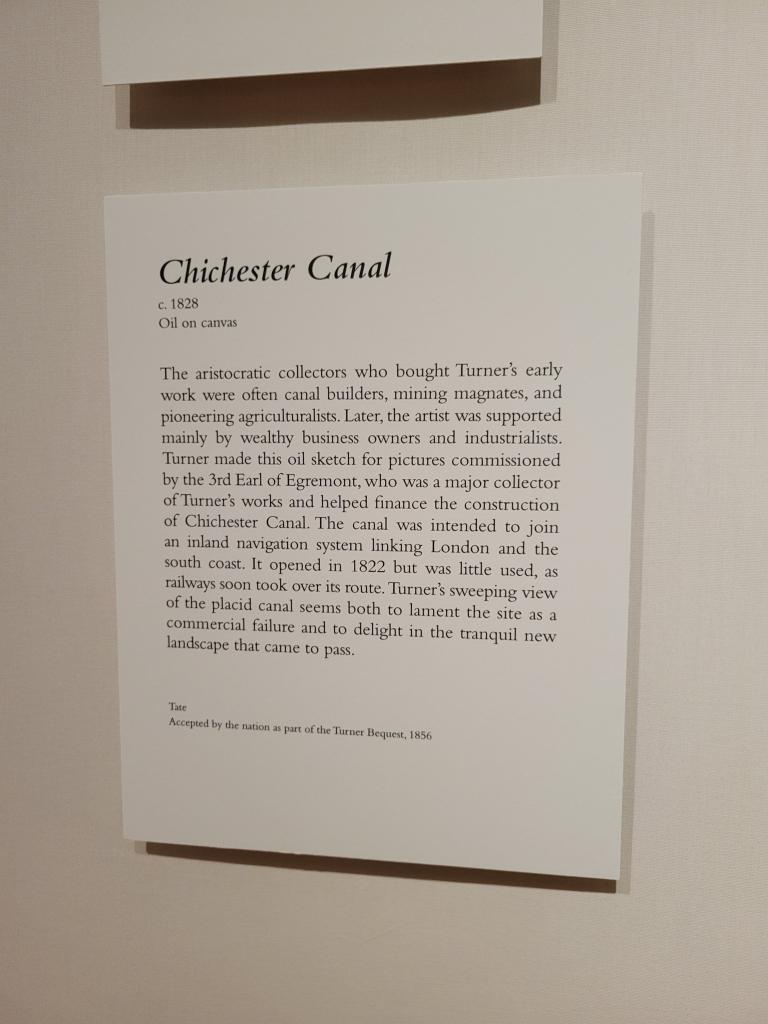 Chichester Canal
c. 1828
Oil on canvas
The aristocratic collectors who bought Turner's early
work were often canal builders, mining magnates, and
pioneering agriculturalists. Later, the artist was supported
mainly by wealthy business owners and industrialists.
Turner made this oil sketch for pictures commissioned
by the 3rd Earl of Egremont, who was a major collector
of Turner's works and helped finance the construction
of Chichester Canal. The canal was intended to join
an inland navigation system linking London and the
south coast. It opened in 1822 but was little used, as
railways soon took over its route. Turner's sweeping view
of the placid canal seems both to lament the site as a
commercial failure and to delight in the tranquil new
landscape that came to pass.
Tate
Accepted by the nation as part of the Turner Bequest, 1856